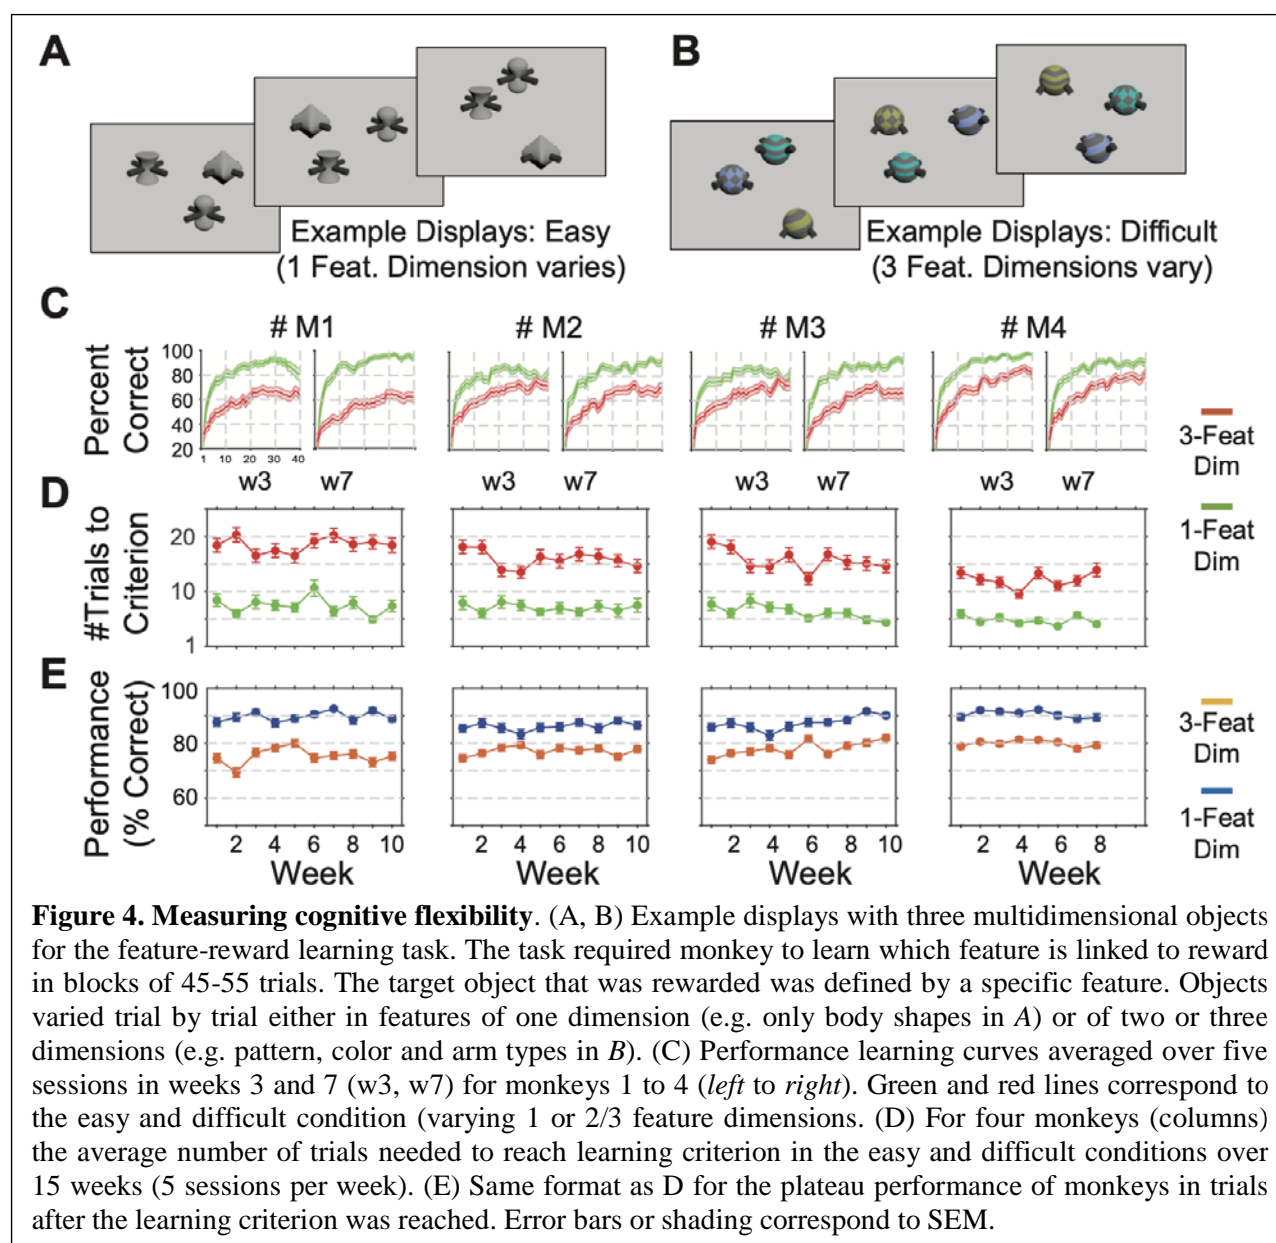 A
B
Example Displays: Easy
(1 Feat. Dimension varies)
Example Displays: Difficult
(3 Feat. Dimensions vary)
C
# M1
# M2
# M3
# M4
Percent
Correct
100
80
60
40
20
1 10 20 30 40
w3 w7
w3 w7
w3 w7
w3 w7
3-Feat
Dim
1-Feat
Dim
D
#Trials to
Criterion
20
10
1
E
Performance
(% Correct)
100
80
60
2 4 6 8 10
2 4 6 8 10
2 4 6 8 10
2 4 6 8
Week
Week
Week
Week
3-Feat
Dim
1-Feat
Dim
Figure 4. Measuring cognitive flexibility. (A, B) Example displays with three multidimensional objects
for the feature-reward learning task. The task required monkey to learn which feature is linked to reward
in blocks of 45-55 trials. The target object that was rewarded was defined by a specific feature. Objects
varied trial by trial either in features of one dimension (e.g. only body shapes in A) or of two or three
dimensions (e.g. pattern, color and arm types in B). (C) Performance learning curves averaged over five
sessions in weeks 3 and 7 (w3, w7) for monkeys 1 to 4 (left to right). Green and red lines correspond to
the easy and difficult condition (varying 1 or 2/3 feature dimensions. (D) For four monkeys (columns)
the average number of trials needed to reach learning criterion in the easy and difficult conditions over
15 weeks (5 sessions per week). (E) Same format as D for the plateau performance of monkeys in trials
after the learning criterion was reached. Error bars or shading correspond to SEM.